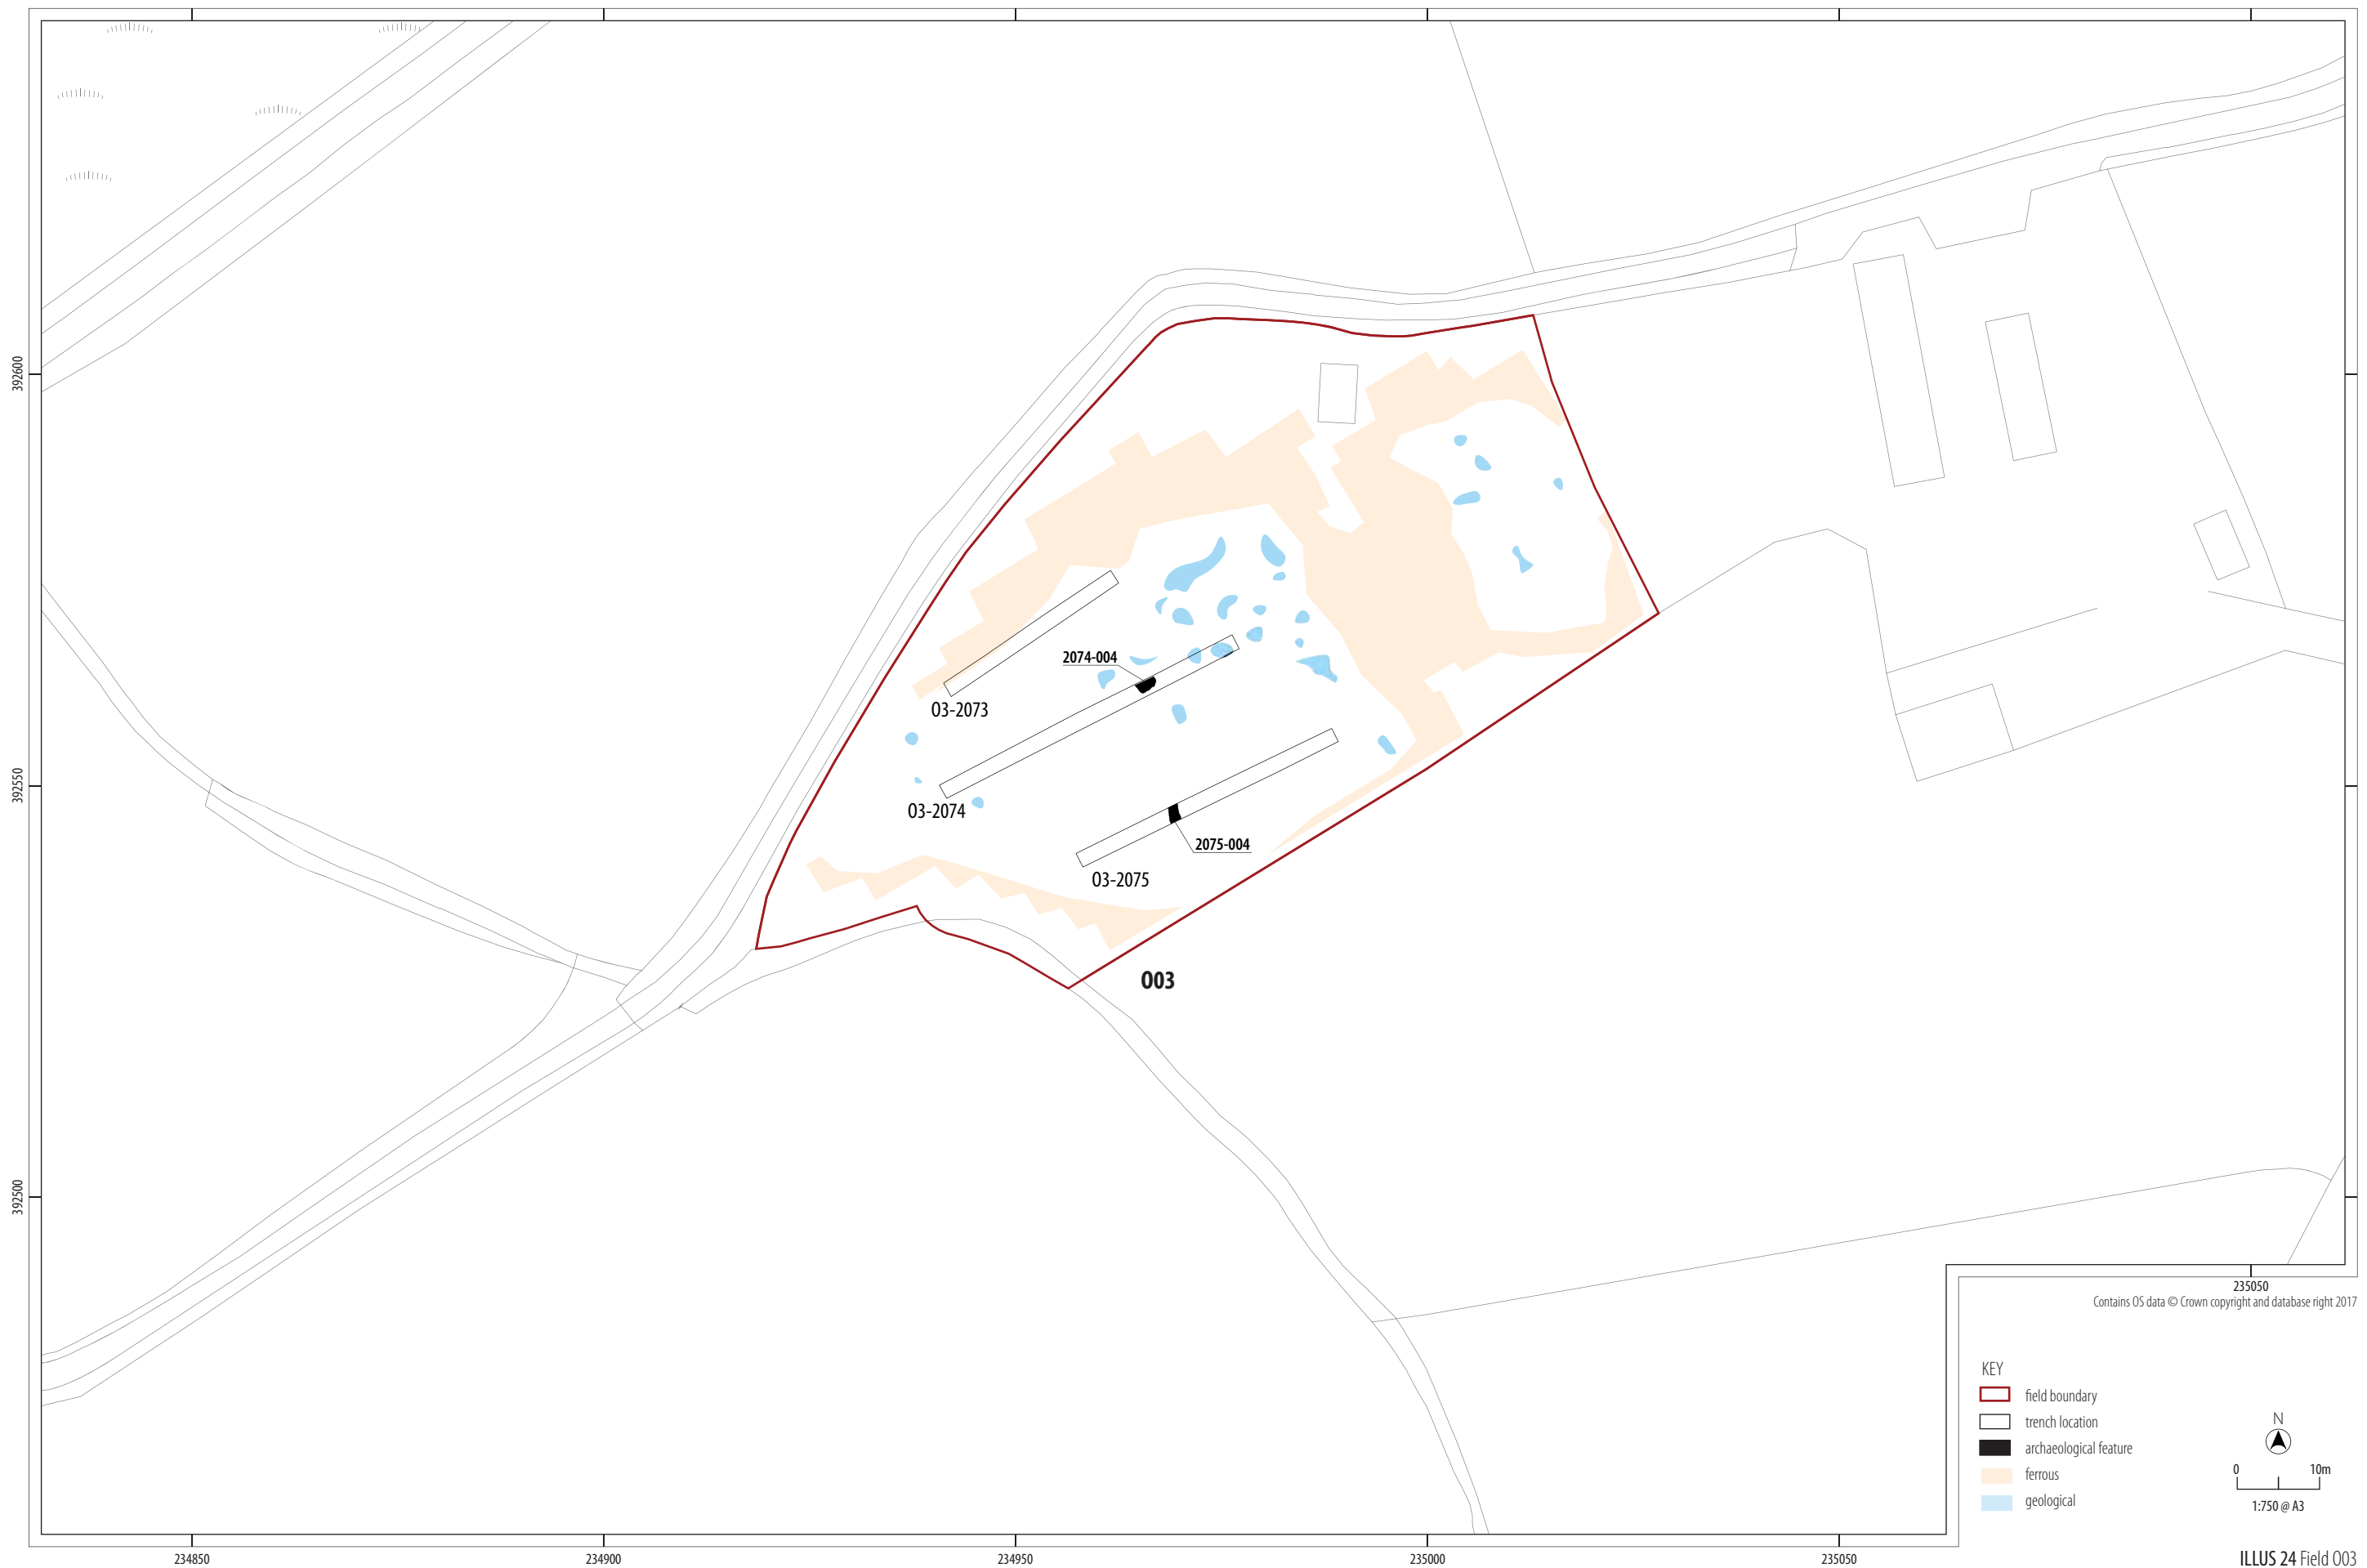 392600
392550
392500
2074-004
03-2073
03-2074
2075-004
03-2075
003
235050
Contains OS data © Crown copyright and database right 2017
KEY
field boundary
trench location
archaeological feature
ferrous
geological
N
0 10m
1:750 @ A3
234850 234900 234950 235000 235050
ILLUS 24 Field 003